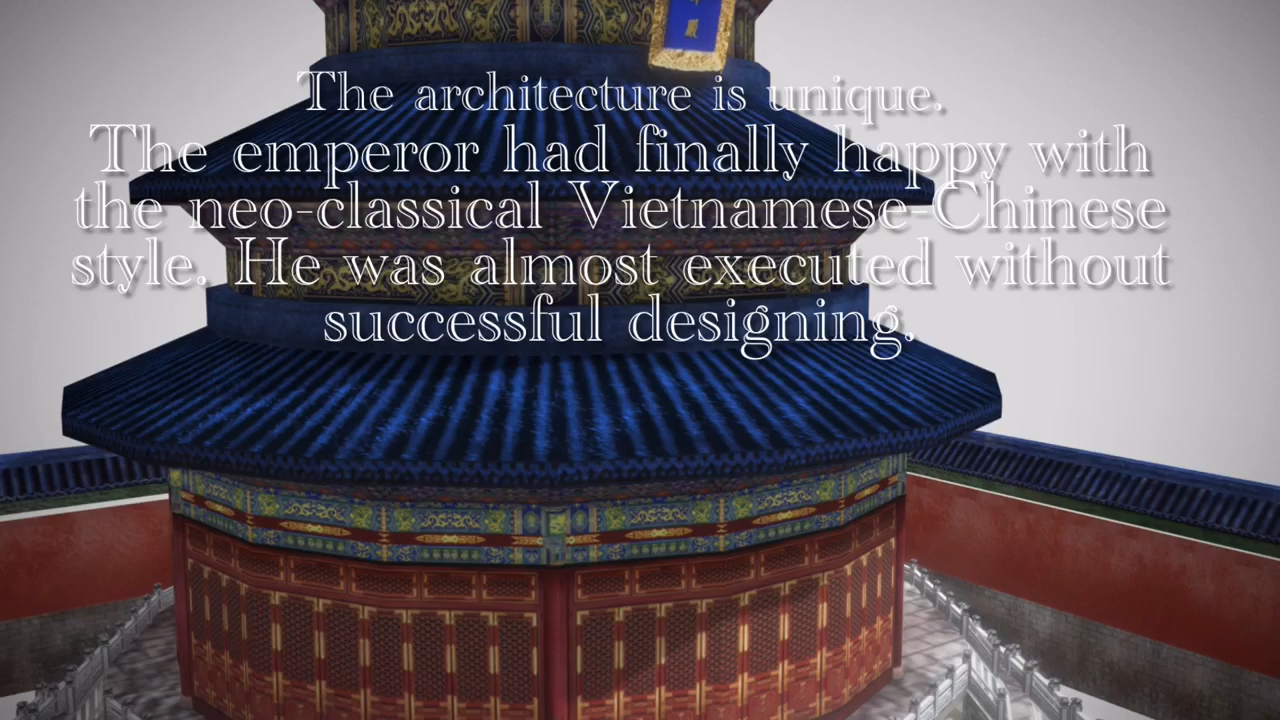 殿
The architecture is unique.
The emperor had finally happy with
the neo-classical Vietnamese-Chinese
style. He was almost executed without
successful designing.